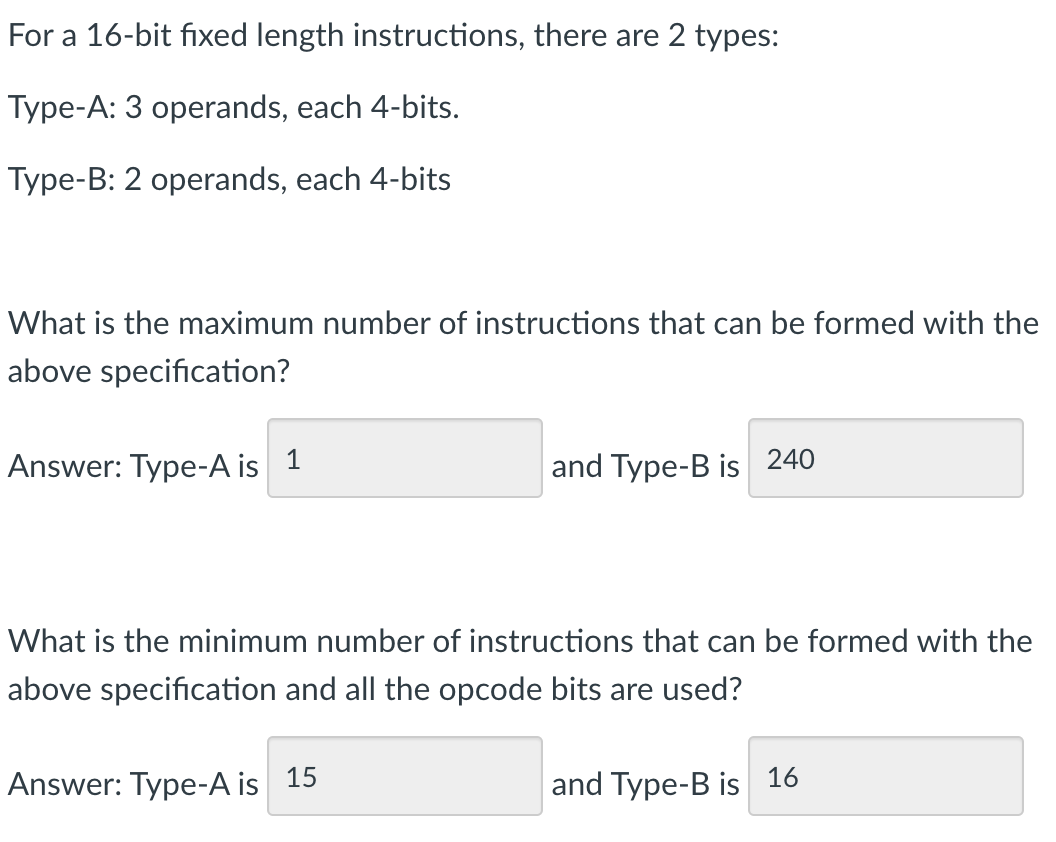 For a 16-bit fixed length instructions, there are 2 types:
Type-A: 3 operands, each 4-bits.
Type-B: 2 operands, each 4-bits
What is the maximum number of instructions that can be formed with the
above specification?
Answer: Type-A is 1 and Type-B is 240
What is the minimum number of instructions that can be formed with the
above specification and all the opcode bits are used?
Answer: Type-A is 15 and Type-B is 16